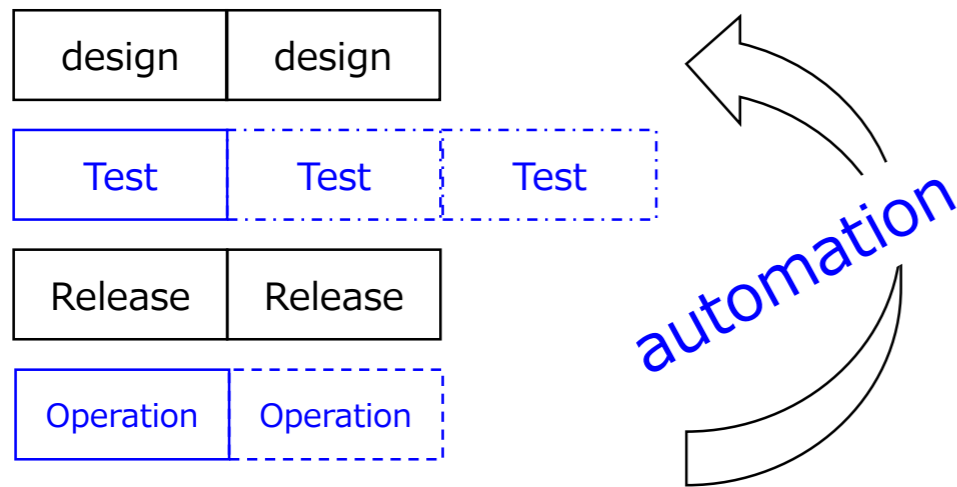 design design
Test Test Test
Release Release
Operation Operation
automation